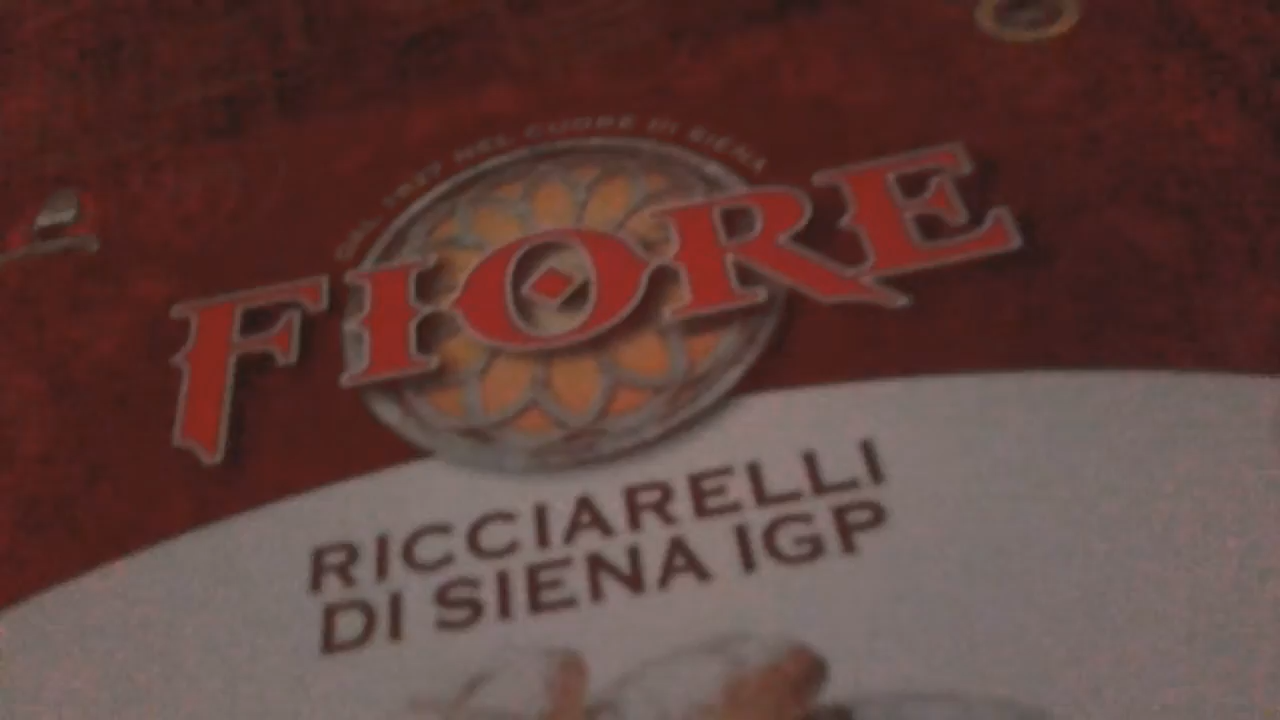 DAL 1827 NEL CUORE DI SIENA
FIORE
RICCIARELLI
DI SIENA IGP